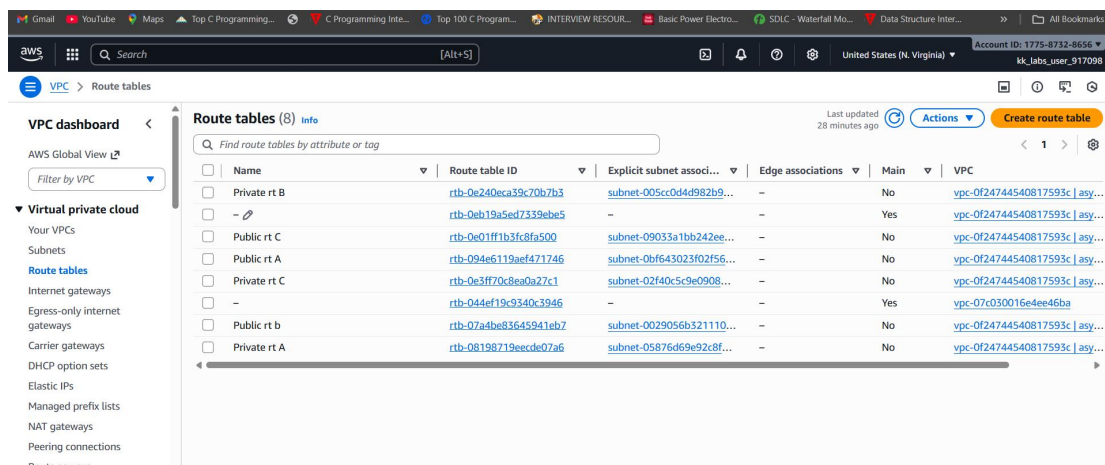 Gmail YouTube Maps Top C Programming... C Programming Inte... Top 100 C Program... INTERVIEW RESOUR... Basic Power Electro... SDLC - Waterfall Mo... Data Structure Inter... » All Bookmarks
aws Search [Alt+S] United States (N. Virginia) ▼ Account ID: 1775-8732-8656 ▼
kk_labs_user_917098
VPC > Route tables
VPC dashboard <
AWS Global View
Filter by VPC ▼
▼ Virtual private cloud
Your VPCs
Subnets
Route tables
Internet gateways
Egress-only internet
gateways
Carrier gateways
DHCP option sets
Elastic IPs
Managed prefix lists
NAT gateways
Peering connections
Route tables (8) Info
Last updated
28 minutes ago
Actions ▼ Create route table
Find route tables by attribute or tag
< 1 >
Name Route table ID Explicit subnet associ... Edge associations Main VPC
Private rt B rtb-0e240eca39c70b7b3 subnet-005cc0d4d982b9... – No vpc-0f24744540817593c | asy...
– rtb-0eb19a5ed7339ebe5 – – Yes vpc-0f24744540817593c | asy...
Public rt C rtb-0e01ff1b3fc8fa500 subnet-09033a1bb242ee... – No vpc-0f24744540817593c | asy...
Public rt A rtb-094e6119aef471746 subnet-0bf643023f02f56... – No vpc-0f24744540817593c | asy...
Private rt C rtb-0e3ff70c8ea0a27c1 subnet-02f40c5c9e0908... – No vpc-0f24744540817593c | asy...
– rtb-044ef19c9340c3946 – – Yes vpc-07c030016e4ee46ba
Public rt b rtb-07a4be83645941eb7 subnet-0029056b321110... – No vpc-0f24744540817593c | asy...
Private rt A rtb-08198719eecde07a6 subnet-05876d69e92c8f... – No vpc-0f24744540817593c | asy...